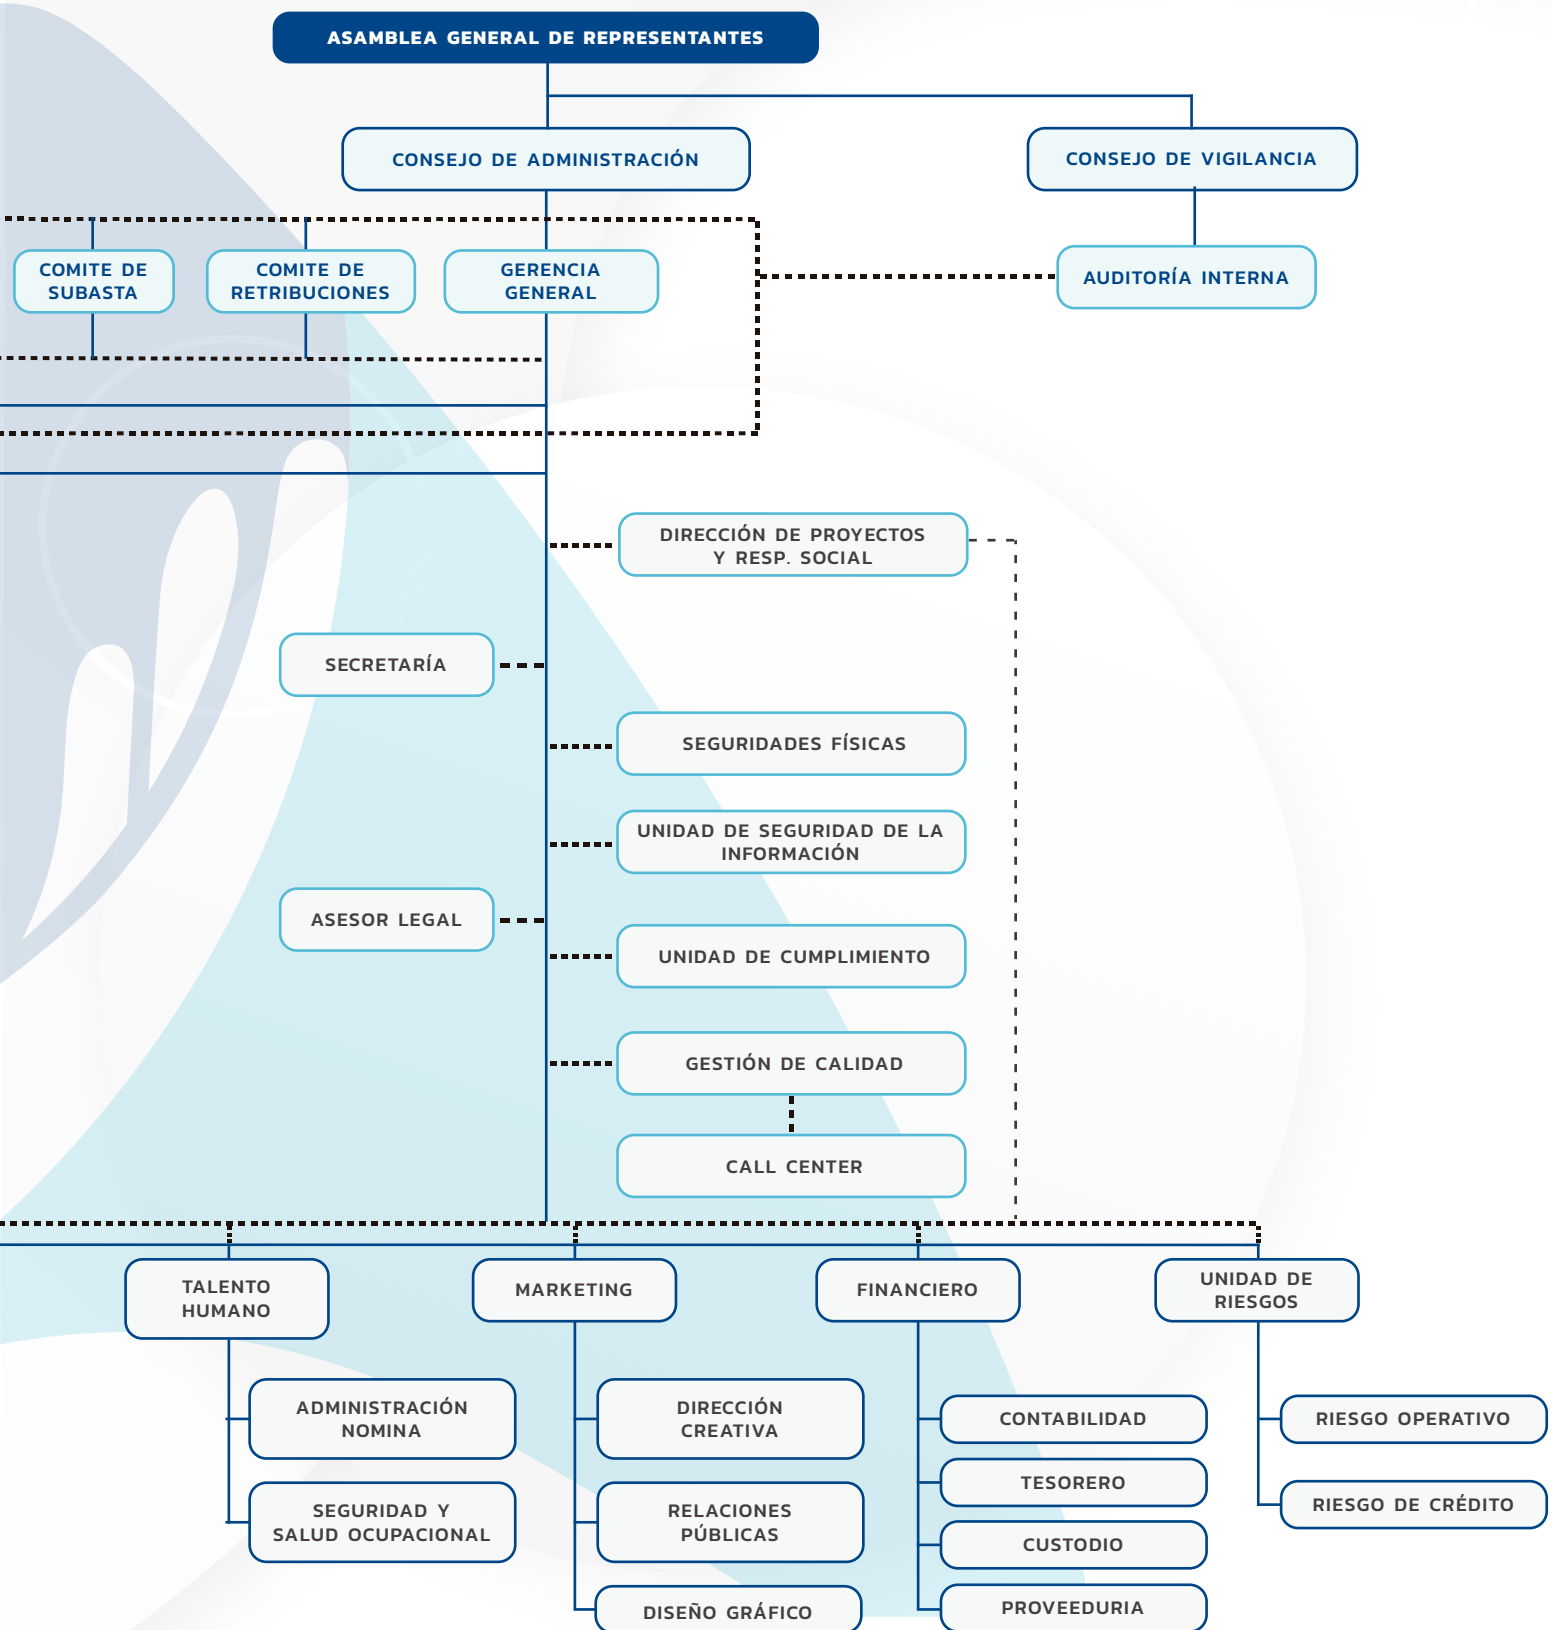 ASAMBLEA GENERAL DE REPRESENTANTES
CONSEJO DE ADMINISTRACIÓN
CONSEJO DE VIGILANCIA
COMITE DE
SUBASTA
COMITE DE
RETRIBUCIONES
GERENCIA
GENERAL
AUDITORÍA INTERNA
DIRECCIÓN DE PROYECTOS
Y RESP. SOCIAL
SECRETARÍA
SEGURIDADES FÍSICAS
UNIDAD DE SEGURIDAD DE LA
INFORMACIÓN
ASESOR LEGAL
UNIDAD DE CUMPLIMIENTO
GESTIÓN DE CALIDAD
CALL CENTER
TALENTO
HUMANO
MARKETING
FINANCIERO
UNIDAD DE
RIESGOS
ADMINISTRACIÓN
NOMINA
SEGURIDAD Y
SALUD OCUPACIONAL
DIRECCIÓN
CREATIVA
RELACIONES
PÚBLICAS
DISEÑO GRÁFICO
CONTABILIDAD
TESORERO
CUSTODIO
PROVEEDURIA
RIESGO OPERATIVO
RIESGO DE CRÉDITO